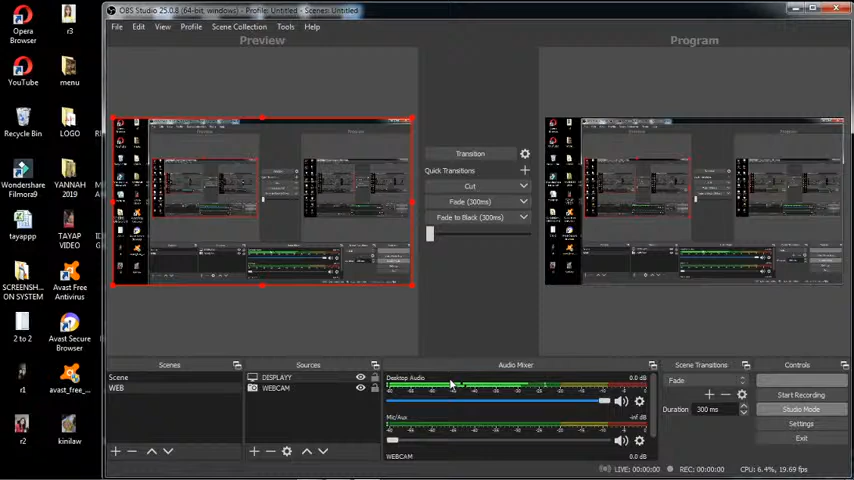 OBS Studio 25.0.8 (64-bit, windows) - Profile: Untitled - Scenes: Untitled
File Edit View Profile Scene Collection Tools Help
Opera Browser
r3
YouTube
menu
Recycle Bin
LOGO
Wondershare Filmora9
YANNAH 2019
tayappp
TAYAP VIDEO
SCREENSH... ON SYSTEM
Avast Free Antivirus
2 to 2
Avast Secure Browser
r1
avast_free_...
r2
kinilaw
Preview
Program
Transition
Quick Transitions
Cut
Fade (300ms)
Fade to Black (300ms)
Scenes
Scene
WEB
Sources
DISPLAYY
WEBCAM
Audio Mixer
Desktop Audio 0.0 dB
Mic/Aux -inf dB
WEBCAM 0.0 dB
Scene Transitions
Fade
Duration 300 ms
Controls
Start Recording
Studio Mode
Settings
Exit
LIVE: 00:00:00 REC: 00:00:00 CPU: 6.4%, 19.69 fps